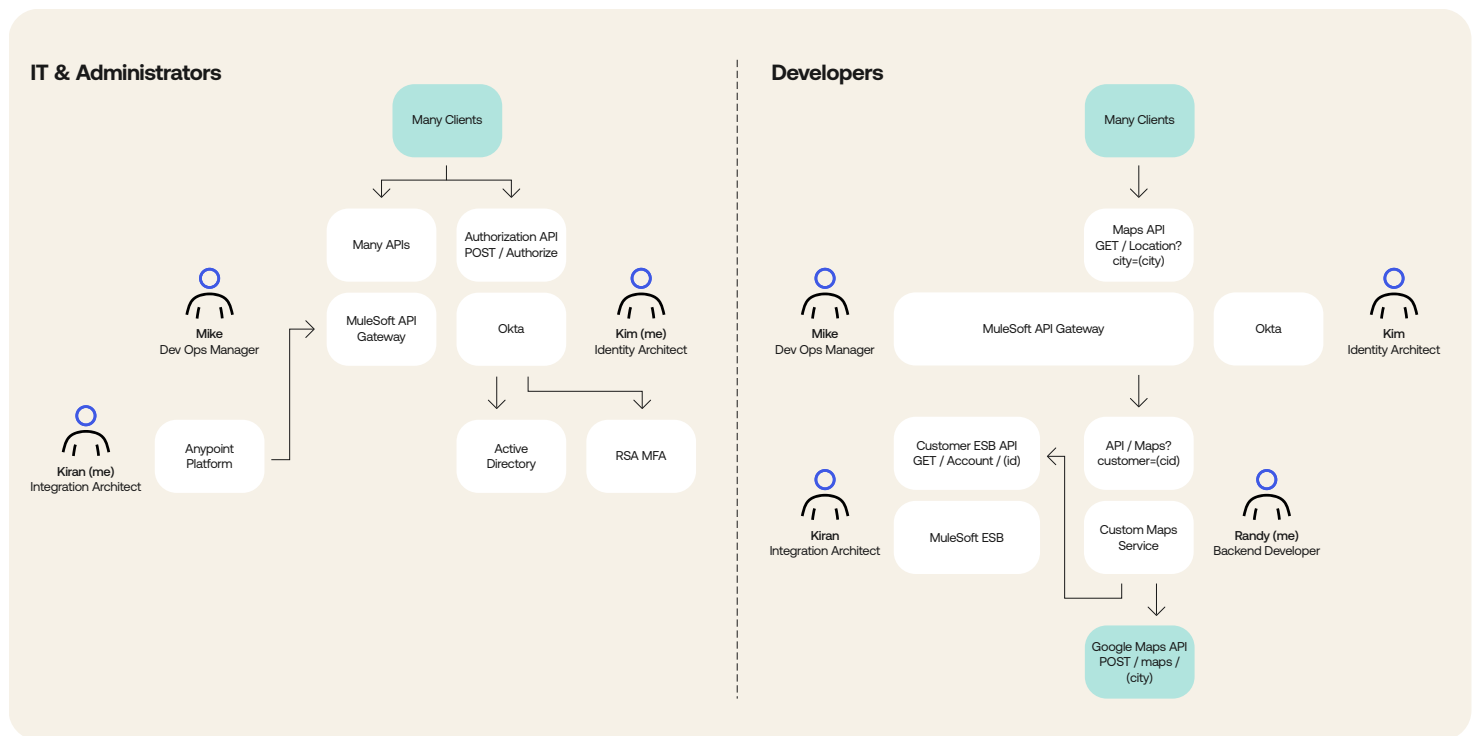 IT & Administrators
Many Clients
Many APIs
Authorization API
POST / Authorize
Mike
Dev Ops Manager
MuleSoft API
Gateway
Okta
Kim (me)
Identity Architect
Kiran (me)
Integration Architect
Anypoint
Platform
Active
Directory
RSA MFA
Developers
Many Clients
Maps API
GET / Location?
city=(city)
Mike
Dev Ops Manager
MuleSoft API Gateway
Okta
Kim
Identity Architect
Customer ESB API
GET / Account / (id)
API / Maps?
customer=(cid)
Kiran
Integration Architect
MuleSoft ESB
Custom Maps
Service
Randy (me)
Backend Developer
Google Maps API
POST / maps /
(city)